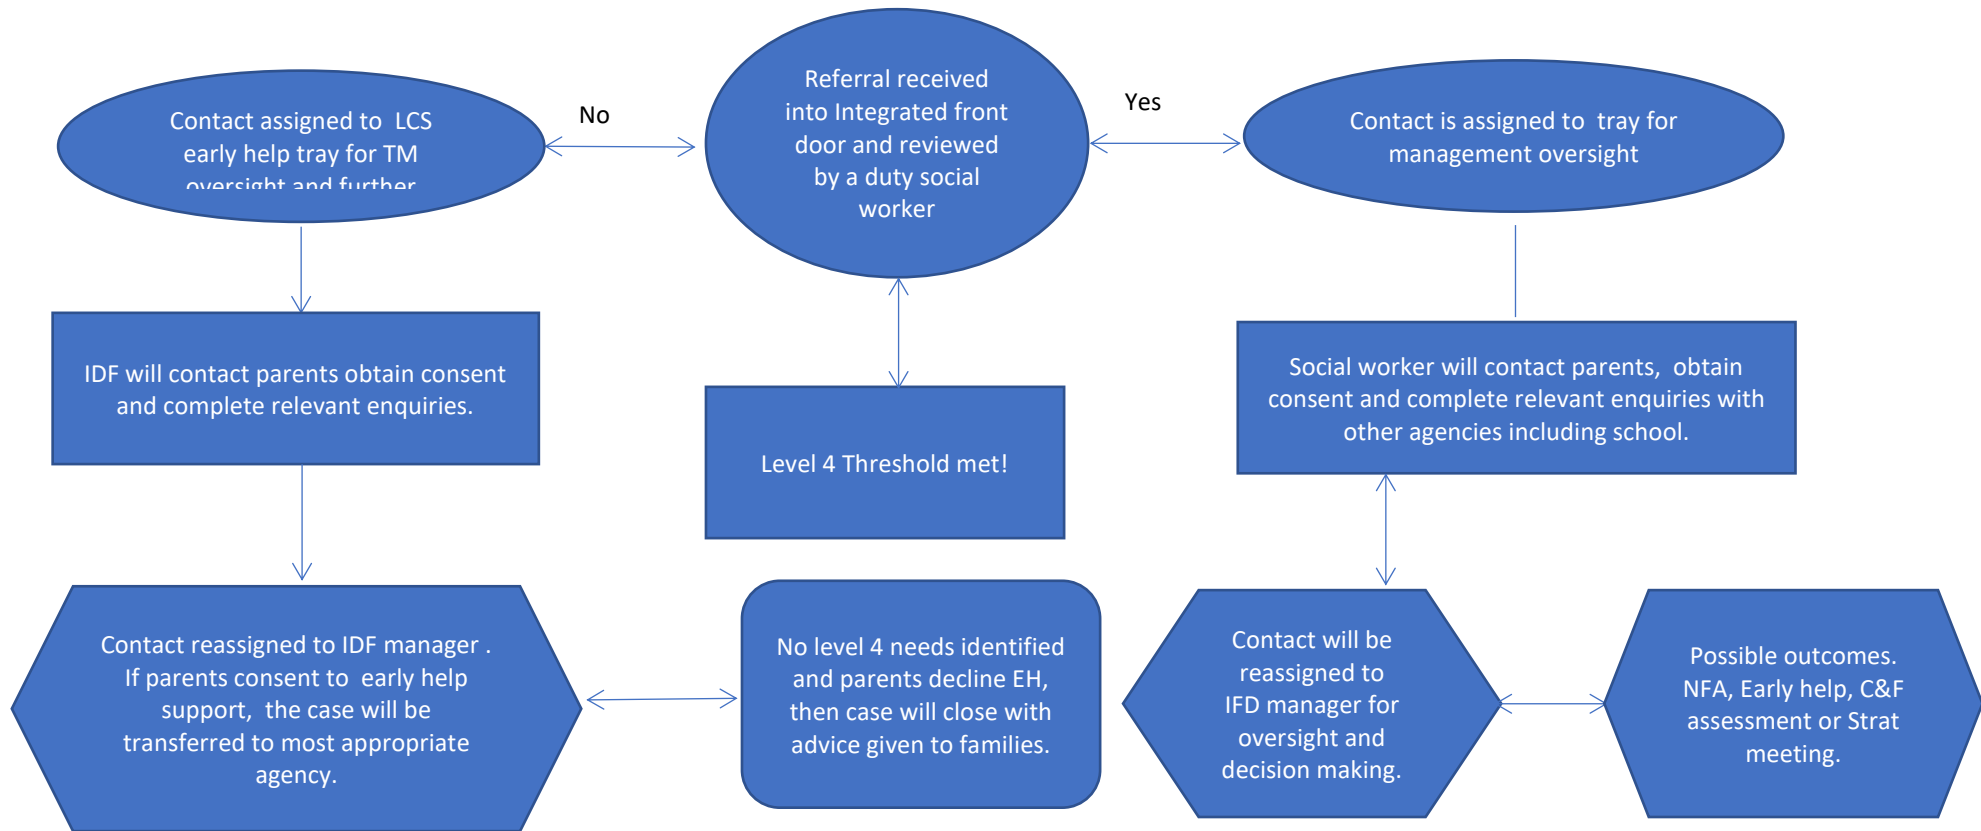 Contact assigned to  LCS
early help tray for TM
oversight and further
No
Referral received
into Integrated front
door and reviewed
by a duty social
worker
Yes
Contact is assigned to  tray for
management oversight
IDF will contact parents obtain consent
and complete relevant enquiries.
Level 4 Threshold met!
Social worker will contact parents,  obtain
consent and complete relevant enquiries with
other agencies including school.
Contact reassigned to IDF manager .
If parents consent to  early help
support,  the case will be
transferred to most appropriate
agency.
No level 4 needs identified
and parents decline EH,
then case will close with
advice given to families.
Contact will be
reassigned to
IFD manager for
oversight and
decision making.
Possible outcomes.
NFA, Early help, C&F
assessment or Strat
meeting.